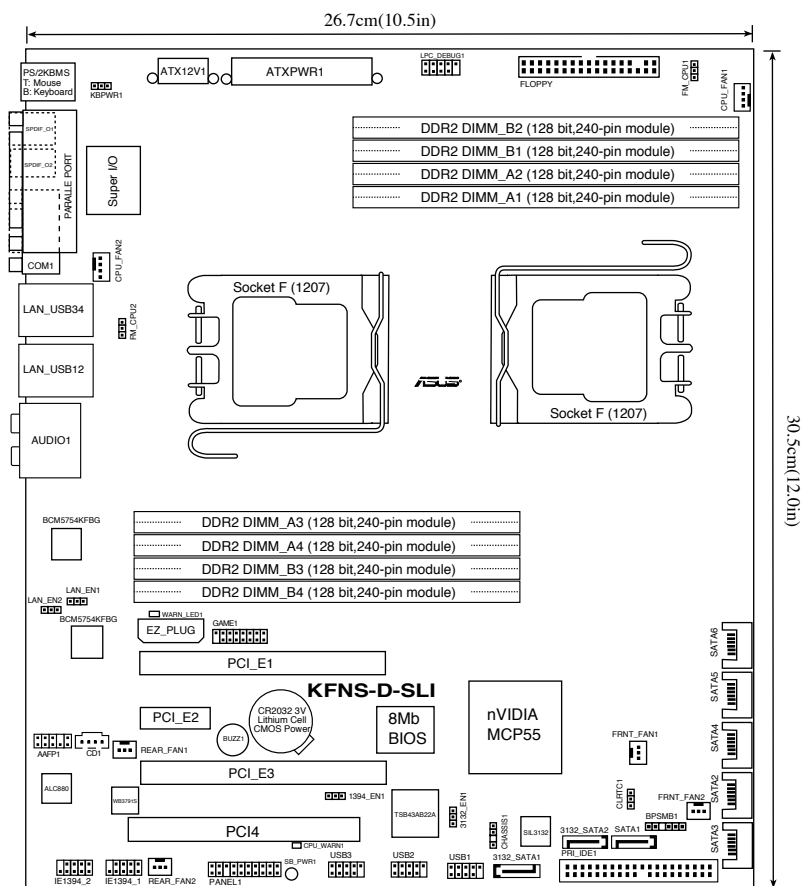 26.7cm(10.5in)
PS/2KBMS
T: Mouse
B: Keyboard
KBPWR1
ATX12V1
ATXPWR1
LPC_DEBUG1
FLOPPY
FM_CPU1
CPU_FAN1
SPDIF_O1
SPDIF_O2
PARALLE PORT
Super I/O
DDR2 DIMM_B2 (128 bit,240-pin module)
DDR2 DIMM_B1 (128 bit,240-pin module)
DDR2 DIMM_A2 (128 bit,240-pin module)
DDR2 DIMM_A1 (128 bit,240-pin module)
COM1
CPU_FAN2
LAN_USB34
FM_CPU2
Socket F (1207)
LAN_USB12
ASUS
Socket F (1207)
AUDIO1
30.5cm(12.0in)
BCM5754KFBG
DDR2 DIMM_A3 (128 bit,240-pin module)
DDR2 DIMM_A4 (128 bit,240-pin module)
DDR2 DIMM_B3 (128 bit,240-pin module)
DDR2 DIMM_B4 (128 bit,240-pin module)
LAN_EN1
LAN_EN2
BCM5754KFBG
WARN_LED1
EZ_PLUG
GAME1
SATA6
PCI_E1
SATA5
KFNS-D-SLI
PCI_E2
CR2032 3V
Lithium Cell
CMOS Power
8Mb
BIOS
nVIDIA
MCP55
BUZZ1
AAFP1
CD1
REAR_FAN1
FRNT_FAN1
SATA4
PCI_E3
ALC880
WB3791S
1394_EN1
TSB43AB22A
3132_EN1
CHASSIS1
SIL3132
CLRTC1
FRNT_FAN2
SATA2
BPSMB1
PCI4
CPU_WARN1
3132_SATA2
SATA1
SATA3
IE1394_2
IE1394_1
REAR_FAN2
PANEL1
SB_PWR1
USB3
USB2
USB1
3132_SATA1
PRI_IDE1